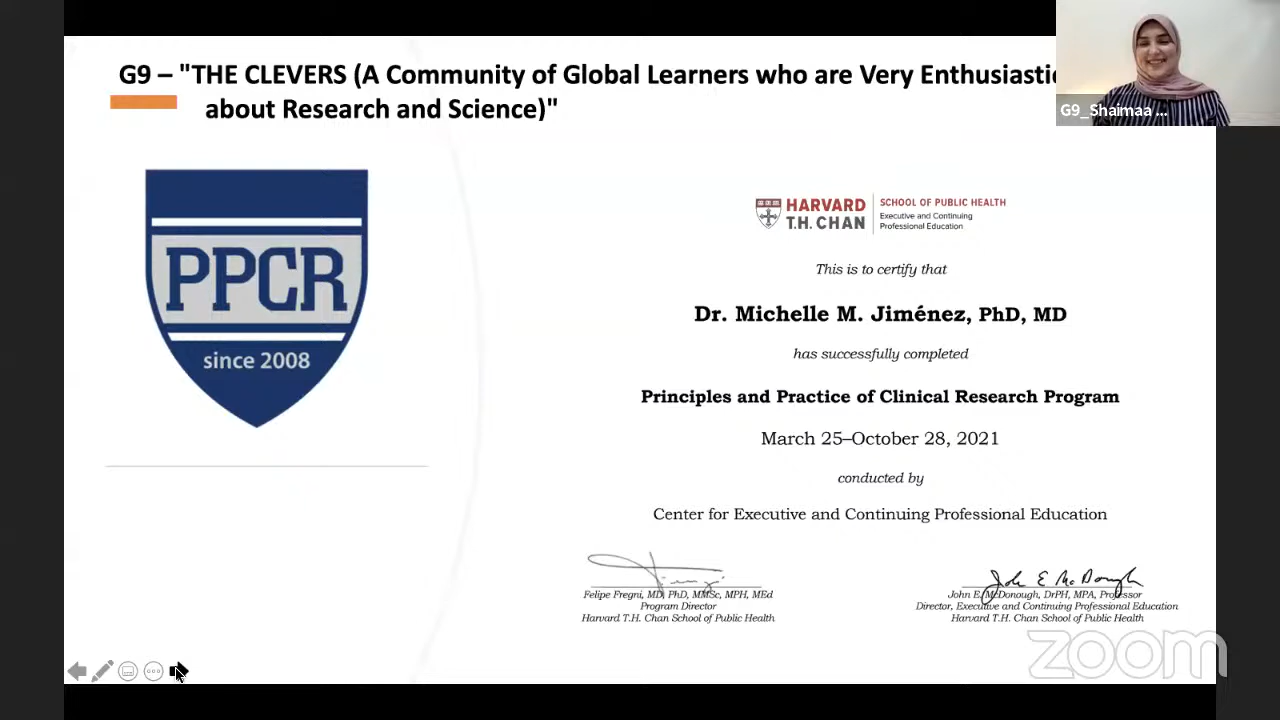 G9 – "THE CLEVERS (A Community of Global Learners who are Very Enthusiastic
about Research and Science)"
G9_Shaimaa ...
PPCR
since 2008
HARVARD
T.H. CHAN
SCHOOL OF PUBLIC HEALTH
Executive and Continuing
Professional Education
This is to certify that
Dr. Michelle M. Jiménez, PhD, MD
has successfully completed
Principles and Practice of Clinical Research Program
March 25–October 28, 2021
conducted by
Center for Executive and Continuing Professional Education
Felipe Fregni, MD, PhD, MMSc, MPH, MEd
Program Director
Harvard T.H. Chan School of Public Health
John E McDonough
John E. McDonough, DrPH, MPA, Professor
Director, Executive and Continuing Professional Education
Harvard T.H. Chan School of Public Health
zoom